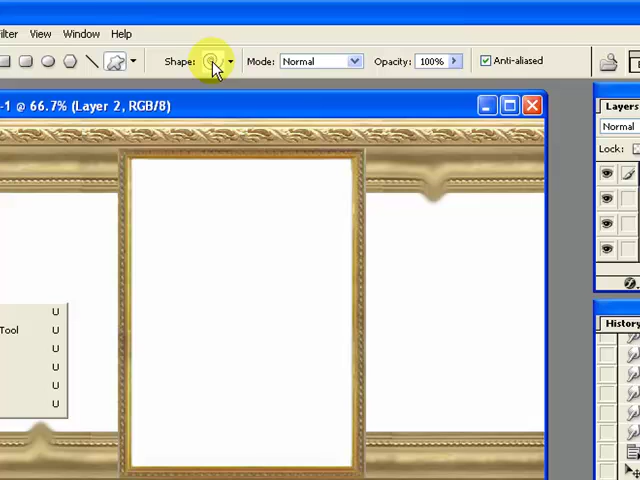 ilter View Window Help
Shape: Mode: Normal Opacity: 100% Anti-aliased
-1 @ 66.7% (Layer 2, RGB/8)
Layers
Normal
Lock:
U
Tool U
U
U
U
U
History